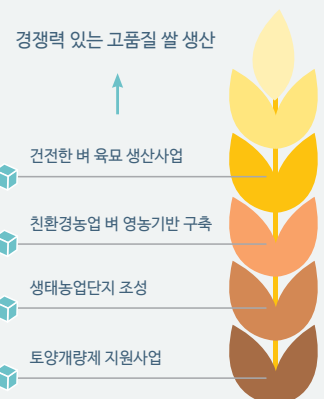 경쟁력 있는 고품질 쌀 생산
건전한 벼 육묘 생산사업
친환경농업 벼 영농기반 구축
생태농업단지 조성
토양개량제 지원사업